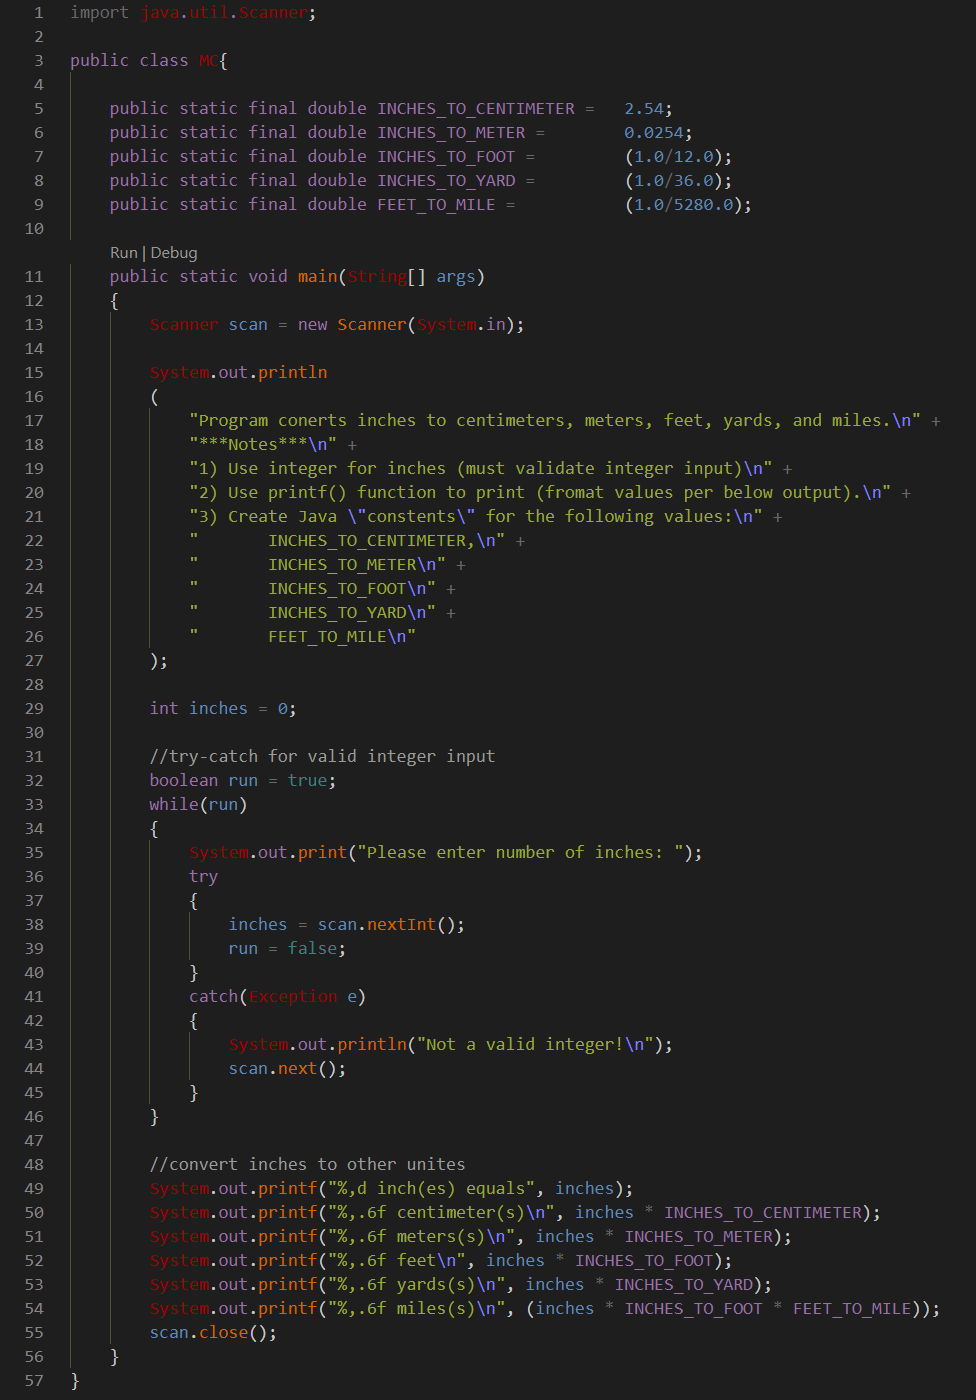 1 import java.util.Scanner;
2
3 public class MC{
4
5     public static final double INCHES_TO_CENTIMETER =   2.54;
6     public static final double INCHES_TO_METER =        0.0254;
7     public static final double INCHES_TO_FOOT =         (1.0/12.0);
8     public static final double INCHES_TO_YARD =         (1.0/36.0);
9     public static final double FEET_TO_MILE =           (1.0/5280.0);
10
Run | Debug
11     public static void main(String[] args)
12     {
13         Scanner scan = new Scanner(System.in);
14
15         System.out.println
16         (
17             "Program conerts inches to centimeters, meters, feet, yards, and miles.\n" +
18             "***Notes***\n" +
19             "1) Use integer for inches (must validate integer input)\n" +
20             "2) Use printf() function to print (fromat values per below output).\n" +
21             "3) Create Java \"constents\" for the following values:\n" +
22             "       INCHES_TO_CENTIMETER,\n" +
23             "       INCHES_TO_METER\n" +
24             "       INCHES_TO_FOOT\n" +
25             "       INCHES_TO_YARD\n" +
26             "       FEET_TO_MILE\n"
27         );
28
29         int inches = 0;
30
31         //try-catch for valid integer input
32         boolean run = true;
33         while(run)
34         {
35             System.out.print("Please enter number of inches: ");
36             try
37             {
38                 inches = scan.nextInt();
39                 run = false;
40             }
41             catch(Exception e)
42             {
43                 System.out.println("Not a valid integer!\n");
44                 scan.next();
45             }
46         }
47
48         //convert inches to other unites
49         System.out.printf("%,d inch(es) equals", inches);
50         System.out.printf("%,.6f centimeter(s)\n", inches * INCHES_TO_CENTIMETER);
51         System.out.printf("%,.6f meters(s)\n", inches * INCHES_TO_METER);
52         System.out.printf("%,.6f feet\n", inches * INCHES_TO_FOOT);
53         System.out.printf("%,.6f yards(s)\n", inches * INCHES_TO_YARD);
54         System.out.printf("%,.6f miles(s)\n", (inches * INCHES_TO_FOOT * FEET_TO_MILE));
55         scan.close();
56     }
57 }